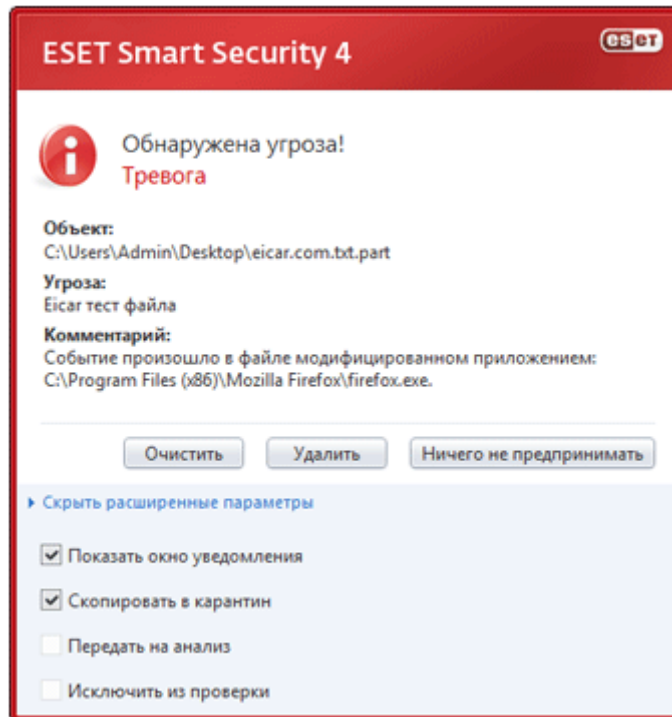 ESET Smart Security 4
eseT
Обнаружена угроза!
Тревога
Объект:
C:\Users\Admin\Desktop\eicar.com.txt.part
Угроза:
Eicar тест файла
Комментарий:
Событие произошло в файле модифицированном приложением:
C:\Program Files (x86)\Mozilla Firefox\firefox.exe.
Очистить Удалить Ничего не предпринимать
Скрыть расширенные параметры
Показать окно уведомления
Скопировать в карантин
Передать на анализ
Исключить из проверки